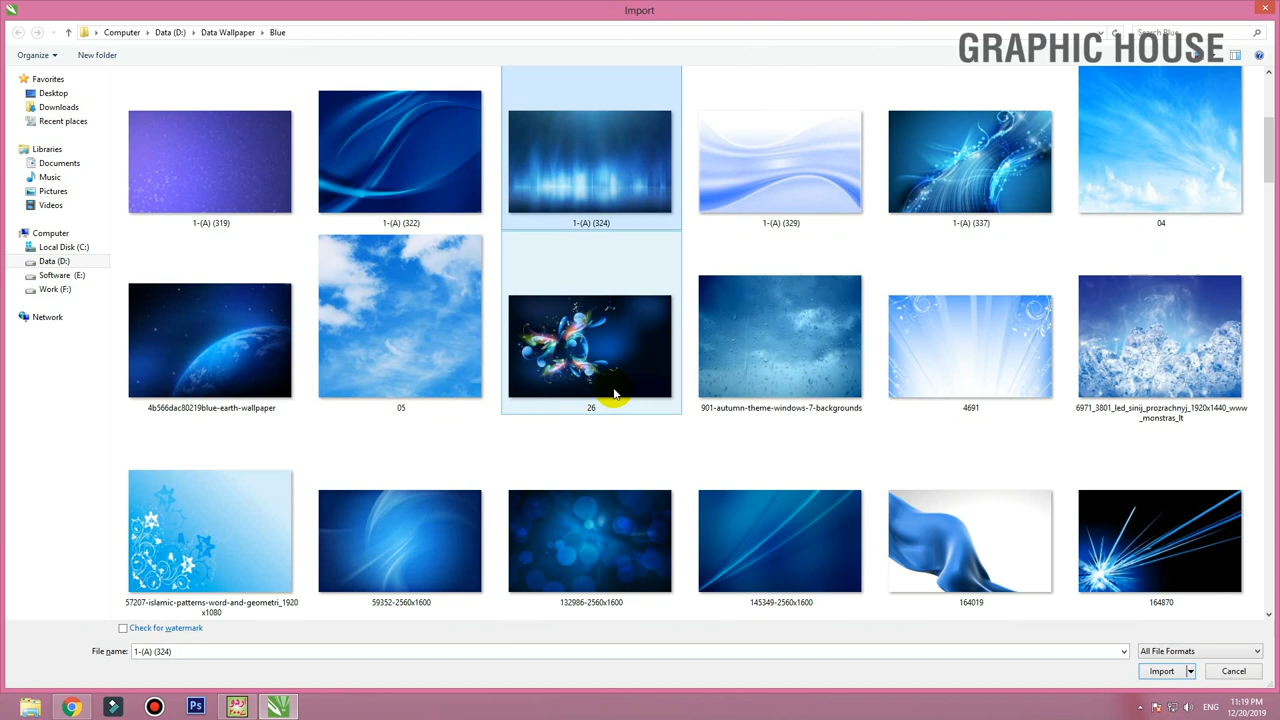 Import
Computer
Data (D:)
Data Wallpaper
Blue
GRAPHIC HOUSE
Organize
New folder
Favorites
Desktop
Downloads
Recent places
Libraries
Documents
Music
Pictures
Videos
Computer
Local Disk (C:)
Data (D:)
Software (E:)
Work (F:)
Network
1-(A) (319)
1-(A) (322)
1-(A) (324)
1-(A) (329)
1-(A) (337)
04
4b566dac80219blue-earth-wallpaper
05
26
901-autumn-theme-windows-7-backgrounds
4691
6971_3801_led_sinij_prozrachnyj_1920x1440_www
_monstras_lt
57207-islamic-patterns-word-and-geometri_1920
x1080
59352-2560x1600
132986-2560x1600
145349-2560x1600
164019
164870
Check for watermark
File name:
1-(A) (324)
All File Formats
Import
Cancel
Ps
اردو
ENG
11:19 PM
12/20/2019